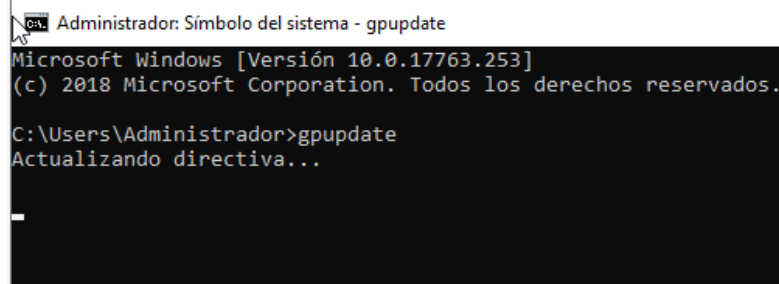 Administrador: Símbolo del sistema - gpupdate
Microsoft Windows [Versión 10.0.17763.253]
(c) 2018 Microsoft Corporation. Todos los derechos reservados.
C:\Users\Administrador>gpupdate
Actualizando directiva...